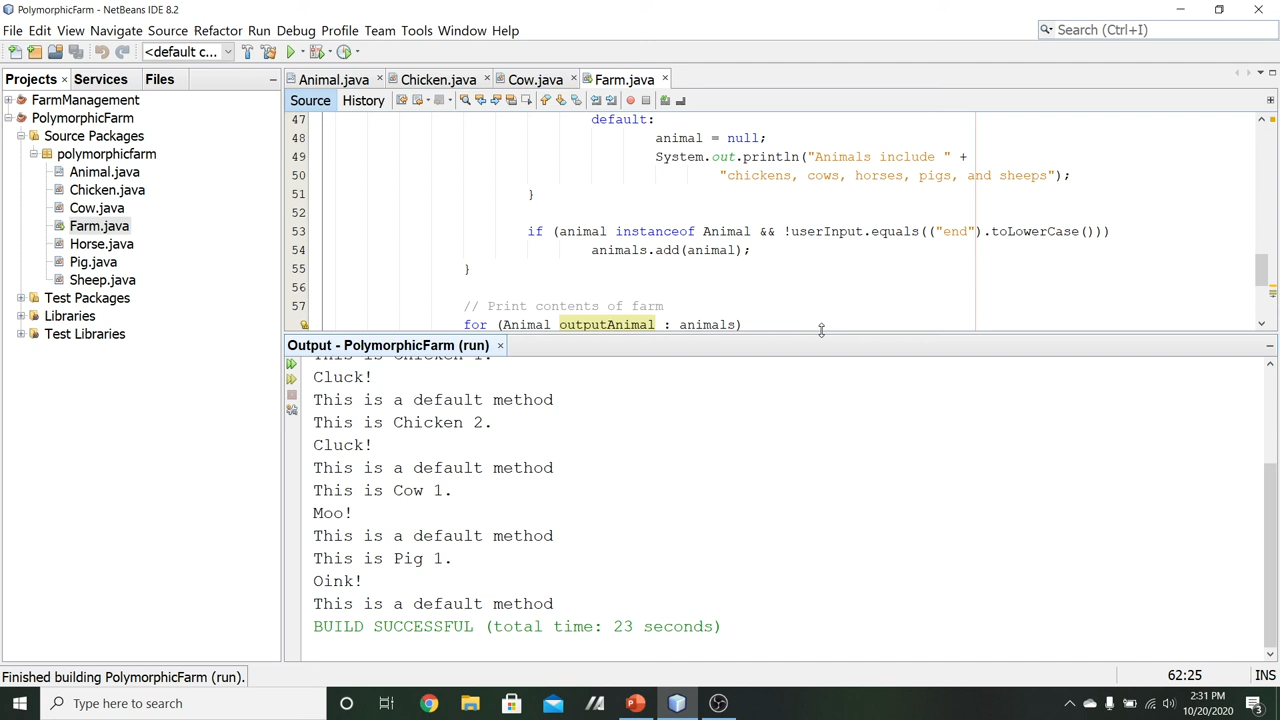 PolymorphicFarm - NetBeans IDE 8.2
File Edit View Navigate Source Refactor Run Debug Profile Team Tools Window Help
Search (Ctrl+I)
<default c...
Projects × Services Files
FarmManagement
PolymorphicFarm
Source Packages
polymorphicfarm
Animal.java
Chicken.java
Cow.java
Farm.java
Horse.java
Pig.java
Sheep.java
Test Packages
Libraries
Test Libraries
Animal.java × Chicken.java × Cow.java × Farm.java ×
Source History
47 default:
48 animal = null;
49 System.out.println("Animals include " +
50 "chickens, cows, horses, pigs, and sheeps");
51 }
52
53 if (animal instanceof Animal && !userInput.equals(("end").toLowerCase()))
54 animals.add(animal);
55 }
56
57 // Print contents of farm
for (Animal outputAnimal : animals)
Output - PolymorphicFarm (run) ×
This is Chicken 1.
Cluck!
This is a default method
This is Chicken 2.
Cluck!
This is a default method
This is Cow 1.
Moo!
This is a default method
This is Pig 1.
Oink!
This is a default method
BUILD SUCCESSFUL (total time: 23 seconds)
Finished building PolymorphicFarm (run).
62:25 INS
Type here to search
2:31 PM
10/20/2020
3